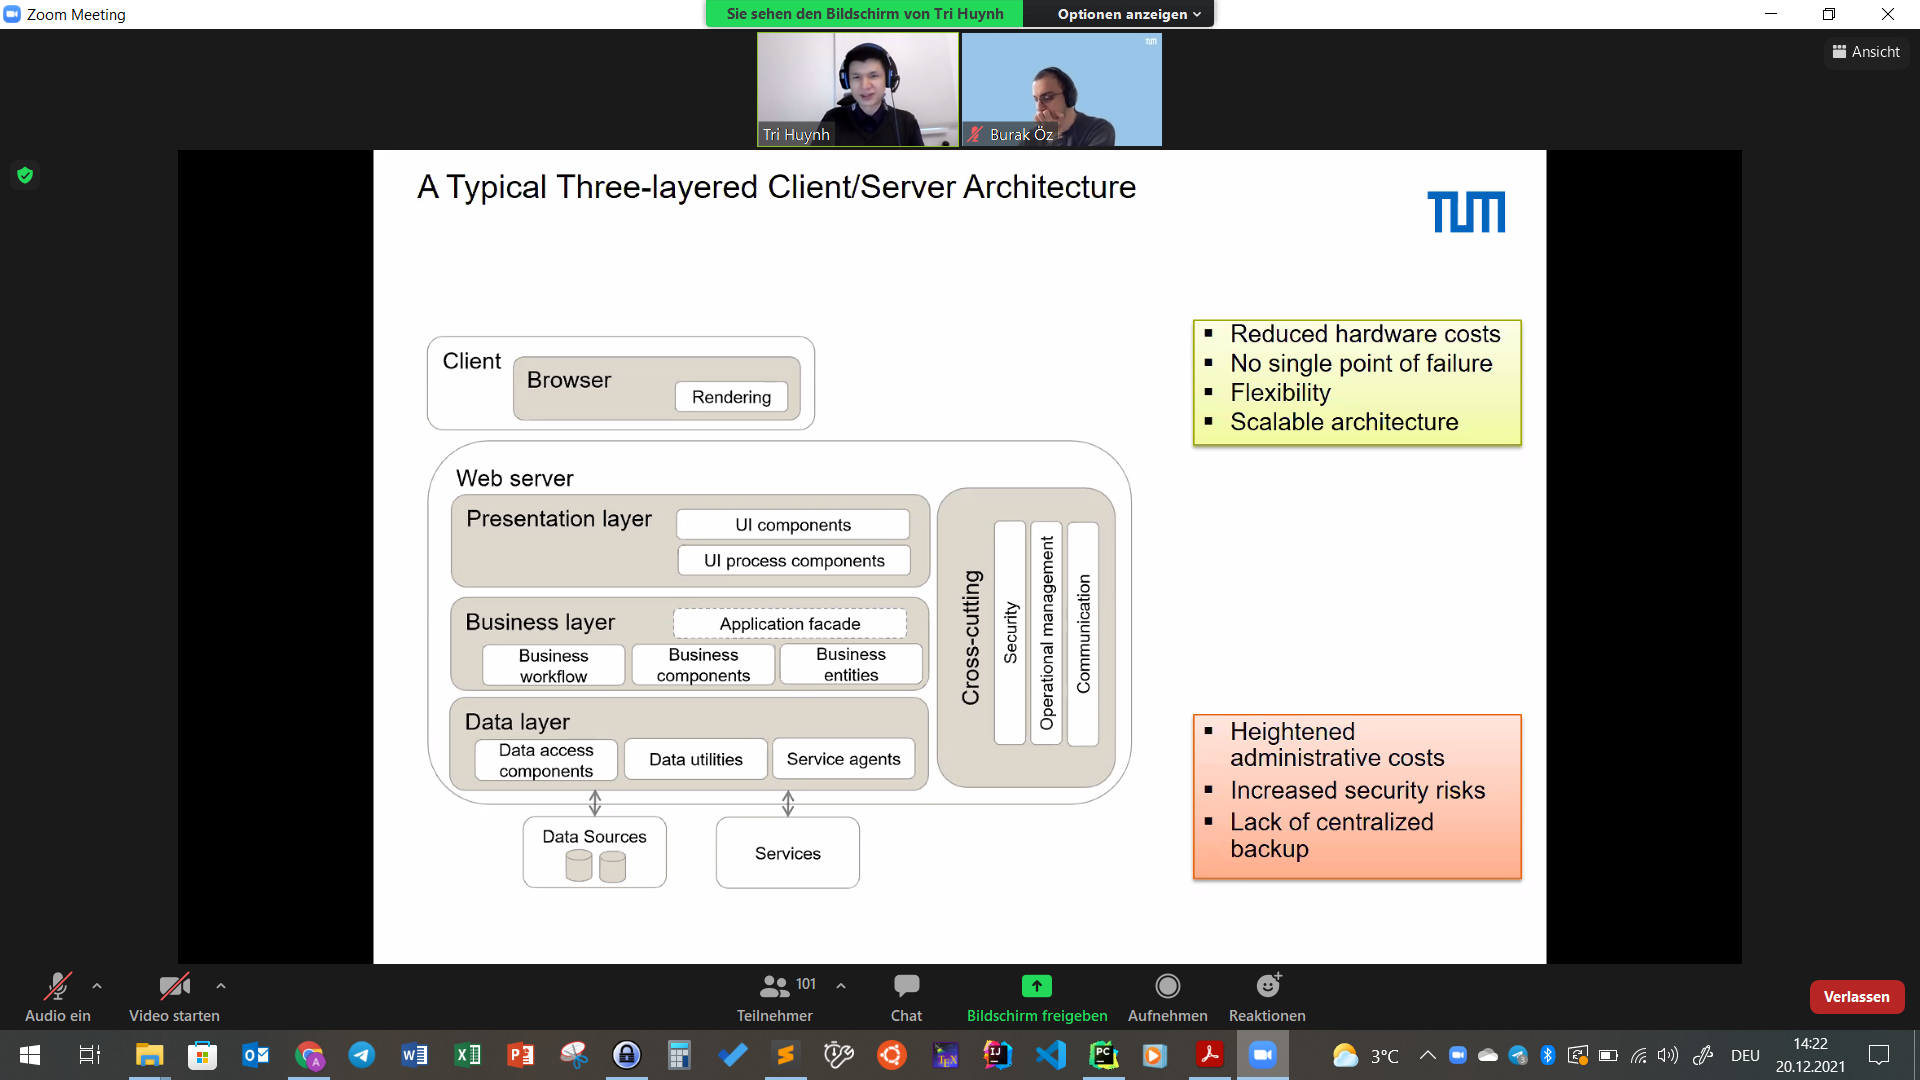 Zoom Meeting
Sie sehen den Bildschirm von Tri Huynh
Optionen anzeigen
Ansicht
TUM
Tri Huynh
Burak Öz
A Typical Three-layered Client/Server Architecture
TUM
Client
Browser
Rendering
Reduced hardware costs
No single point of failure
Flexibility
Scalable architecture
Web server
Presentation layer
UI components
UI process components
Business layer
Application facade
Business
workflow
Business
components
Business
entities
Data layer
Data access
components
Data utilities
Service agents
Cross-cutting
Security
Operational management
Communication
Data Sources
Services
Heightened
administrative costs
Increased security risks
Lack of centralized
backup
Audio ein
Video starten
101
Teilnehmer
Chat
Bildschirm freigeben
Aufnehmen
Reaktionen
Verlassen
3°C
DEU
14:22
20.12.2021